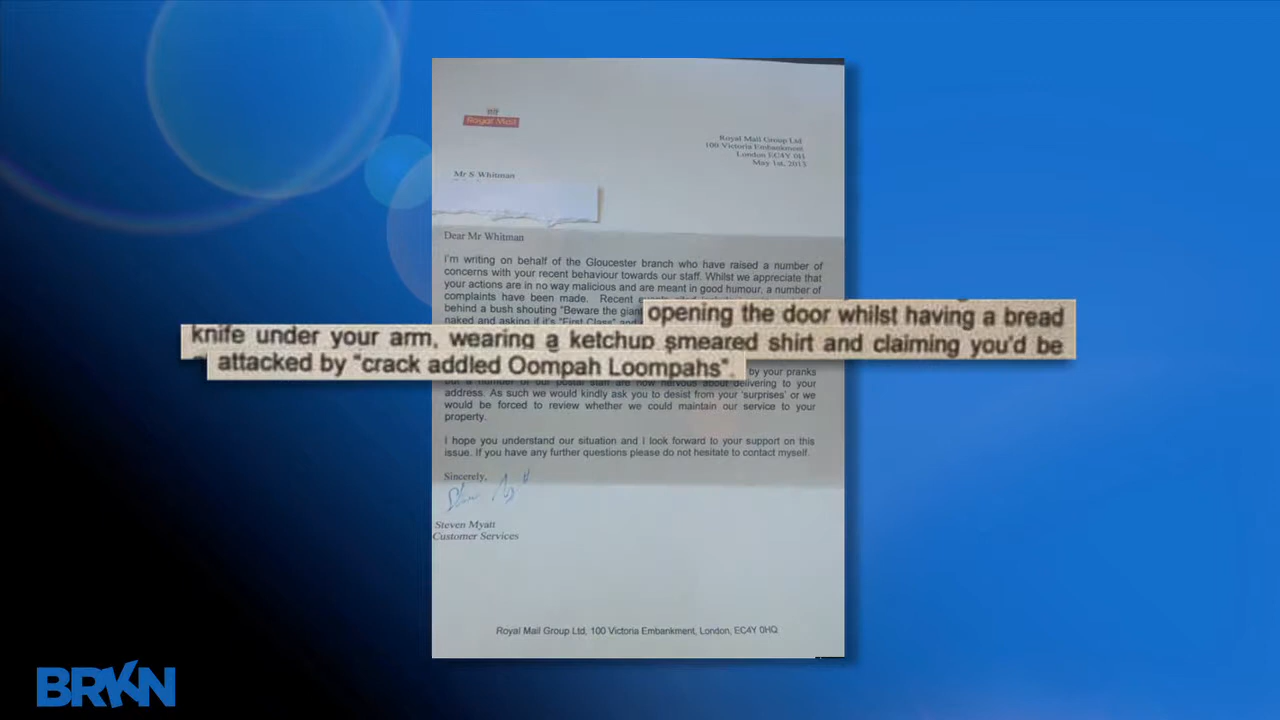 Royal Mail
Royal Mail Group Ltd
100 Victoria Embankment
London EC4Y 0H
May 1st, 2013
Mr S Whitman
Dear Mr Whitman
I'm writing on behalf of the Gloucester branch who have raised a number of
concerns with your recent behaviour towards our staff. Whilst we appreciate that
your actions are in no way malicious and are meant in good humour, a number of
complaints have been made. Recent
behind a bush shouting "Beware the gian
naked and asking if it's "First Class"
opening the door whilst having a bread
knife under your arm, wearing a ketchup smeared shirt and claiming you'd be
attacked by "crack addled Oompah Loompahs".
by your pranks
but a number of our postal staff are now nervous about delivering to your
address. As such we would kindly ask you to desist from your 'surprises' or we
would be forced to review whether we could maintain our service to your
property.
I hope you understand our situation and I look forward to your support on this
issue. If you have any further questions please do not hesitate to contact myself.
Sincerely,
Steven Myatt
Customer Services
Royal Mail Group Ltd, 100 Victoria Embankment, London, EC4Y 0HQ
BRKN